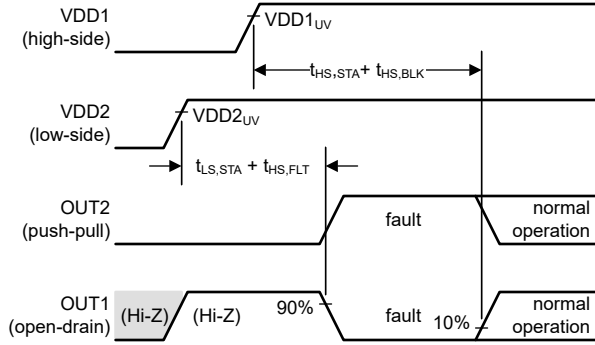 VDD1
(high-side)
VDD1UV
tHS,STA+ tHS,BLK
VDD2
(low-side)
VDD2UV
tLS,STA + tHS,FLT
OUT2
(push-pull)
fault
normal
operation
OUT1
(open-drain)
(Hi-Z)
(Hi-Z)
90%
fault
10%
normal
operation